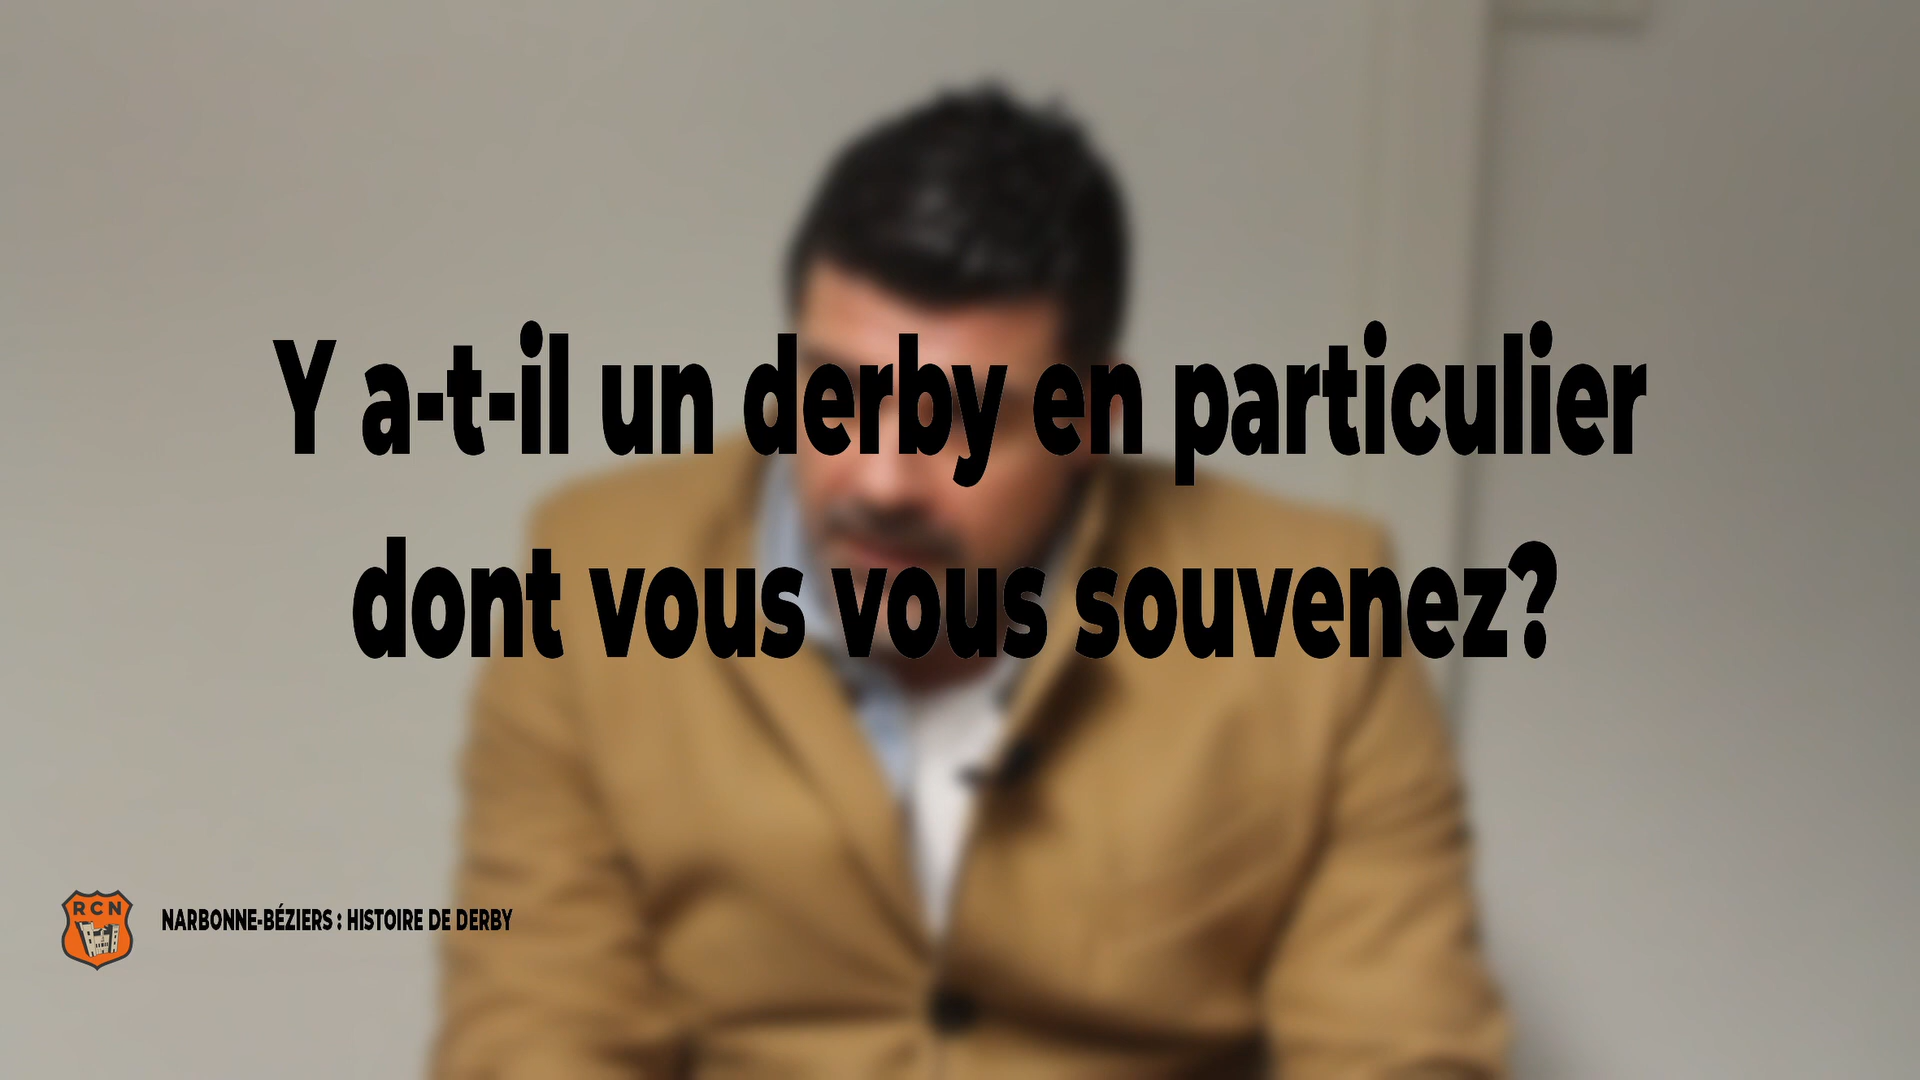 Y a-t-il un derby en particulier
dont vous vous souvenez?
RCN
NARBONNE-BÉZIERS : HISTOIRE DE DERBY